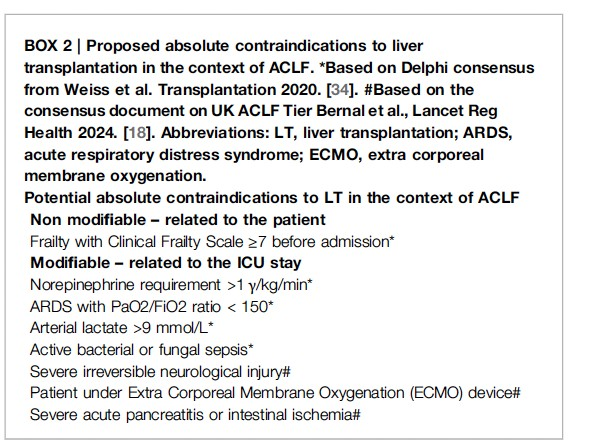 BOX 2 | Proposed absolute contraindications to liver
transplantation in the context of ACLF. *Based on Delphi consensus
from Weiss et al. Transplantation 2020. [34]. #Based on the
consensus document on UK ACLF Tier Bernal et al., Lancet Reg
Health 2024. [18]. Abbreviations: LT, liver transplantation; ARDS,
acute respiratory distress syndrome; ECMO, extra corporeal
membrane oxygenation.
Potential absolute contraindications to LT in the context of ACLF
Non modifiable – related to the patient
Frailty with Clinical Frailty Scale ≥7 before admission*
Modifiable – related to the ICU stay
Norepinephrine requirement >1 γ/kg/min*
ARDS with PaO2/FiO2 ratio < 150*
Arterial lactate >9 mmol/L*
Active bacterial or fungal sepsis*
Severe irreversible neurological injury#
Patient under Extra Corporeal Membrane Oxygenation (ECMO) device#
Severe acute pancreatitis or intestinal ischemia#